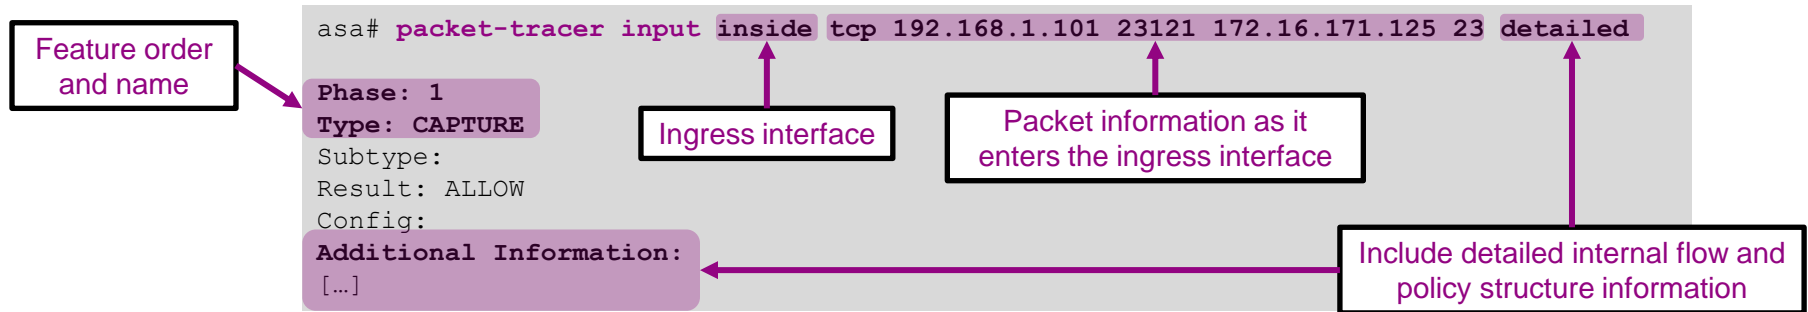 asa# packet-tracer input inside tcp 192.168.1.101 23121 172.16.171.125 23 detailed
Feature order
and name
Phase: 1
Type: CAPTURE
Subtype:
Result: ALLOW
Config:
Additional Information:
[…]
Ingress interface
Packet information as it
enters the ingress interface
Include detailed internal flow and
policy structure information